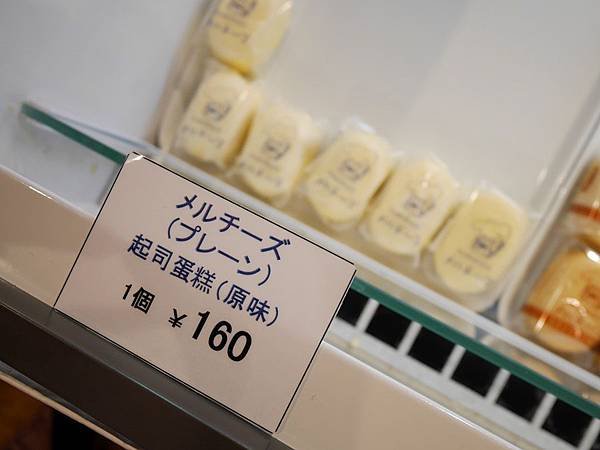 メルチーズ
(プレーン)
起司蛋糕(原味)
1個 ¥160